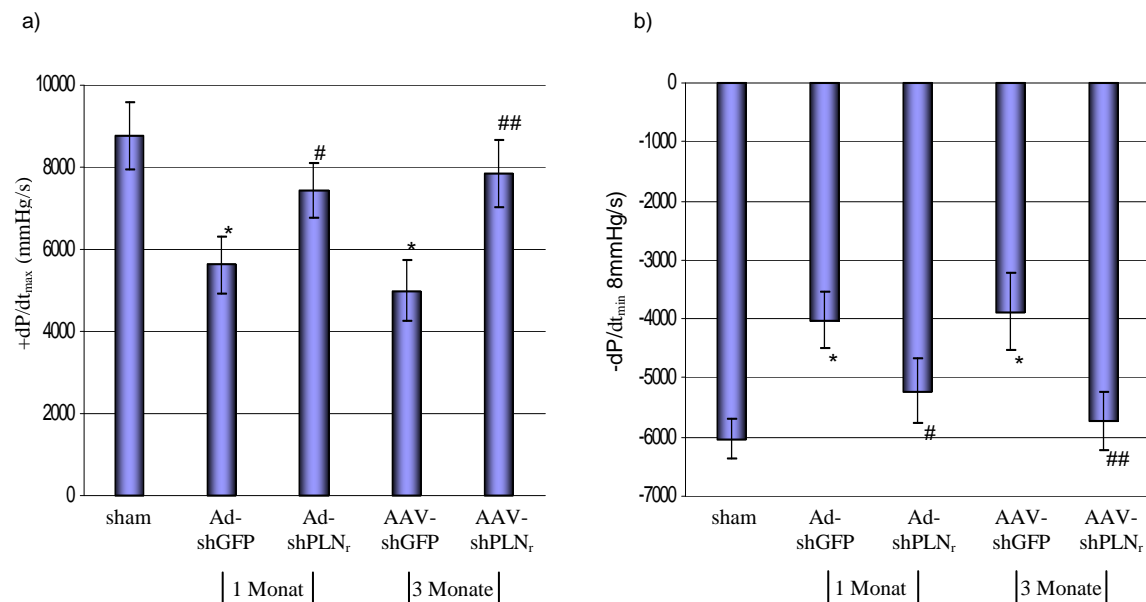 a)
+dP/dtmax (mmHg/s)
10000
8000
6000
4000
2000
0
*
#
*
##
sham
Ad-
shGFP
Ad-
shPLNr
AAV-
shGFP
AAV-
shPLNr
1 Monat
3 Monate
b)
-dP/dtmin 8mmHg/s)
0
-1000
-2000
-3000
-4000
-5000
-6000
-7000
*
#
*
##
sham
Ad-
shGFP
Ad-
shPLNr
AAV-
shGFP
AAV-
shPLNr
1 Monat
3 Monate